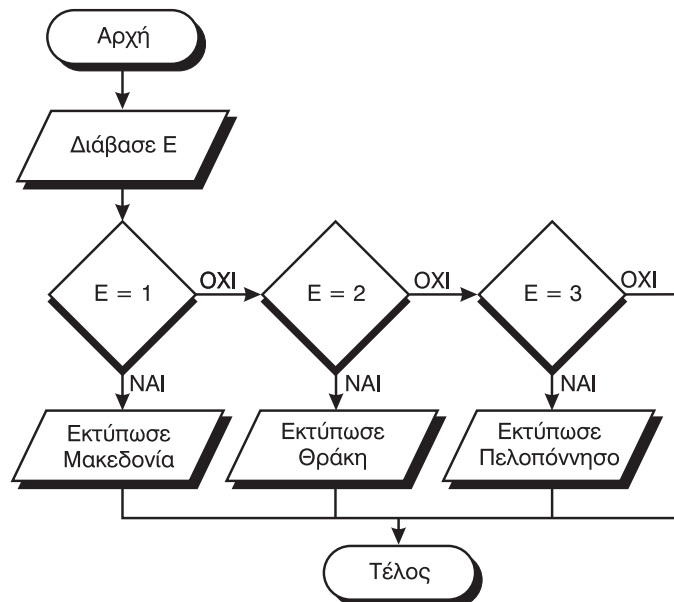 Αρχή
Διάβασε Ε
Ε = 1
ΟΧΙ
Ε = 2
ΟΧΙ
Ε = 3
ΟΧΙ
ΝΑΙ
ΝΑΙ
ΝΑΙ
Εκτύπωσε
Μακεδονία
Εκτύπωσε
Θράκη
Εκτύπωσε
Πελοπόννησο
Τέλος